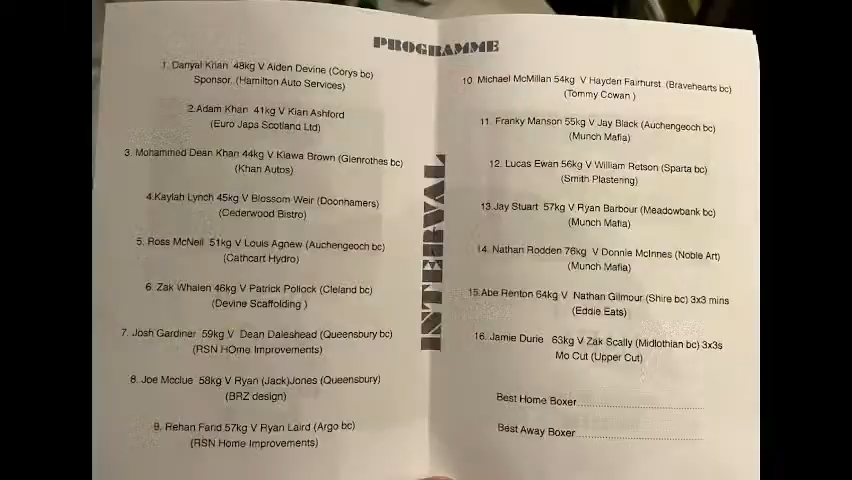 PROGRAMME
1. Danyal Khan 48kg V Aiden Devine (Corys bc)
Sponsor. (Hamilton Auto Services)
2.Adam Khan 41kg V Kian Ashford
(Euro Japs Scotland Ltd)
3. Mohammed Dean Khan 44kg V Kiawa Brown (Glenrothes bc)
(Khan Autos)
4.Kaylah Lynch 45kg V Blossom Weir (Doonhamers)
(Cederwood Bistro)
5. Ross McNeil 51kg V Louis Agnew (Auchengeoch bc)
(Cathcart Hydro)
6. Zak Whalen 46kg V Patrick Pollock (Cleland bc)
(Devine Scaffolding )
7. Josh Gardiner 59kg V Dean Daleshead (Queensbury bc)
(RSN HOme Improvements)
8. Joe Mcclue 58kg V Ryan (Jack)Jones (Queensbury)
(BRZ design)
9. Rehan Farid 57kg V Ryan Laird (Argo bc)
(RSN Home Improvements)
INTERVAL
10. Michael McMillan 54kg V Hayden Fairhurst (Bravehearts bc)
(Tommy Cowan )
11. Franky Manson 55kg V Jay Black (Auchengeoch bc)
(Munch Mafia)
12. Lucas Ewan 56kg V William Retson (Sparta bc)
(Smith Plastering)
13.Jay Stuart 57kg V Ryan Barbour (Meadowbank bc)
(Munch Mafia)
14. Nathan Rodden 76kg V Donnie McInnes (Noble Art)
(Munch Mafia)
15.Abe Renton 64kg V Nathan Gilmour (Shire bc) 3x3 mins
(Eddie Eats)
16. Jamie Durie 63kg V Zak Scally (Midlothian bc) 3x3s
Mo Cut (Upper Cut)
Best Home Boxer..............................
Best Away Boxer..............................